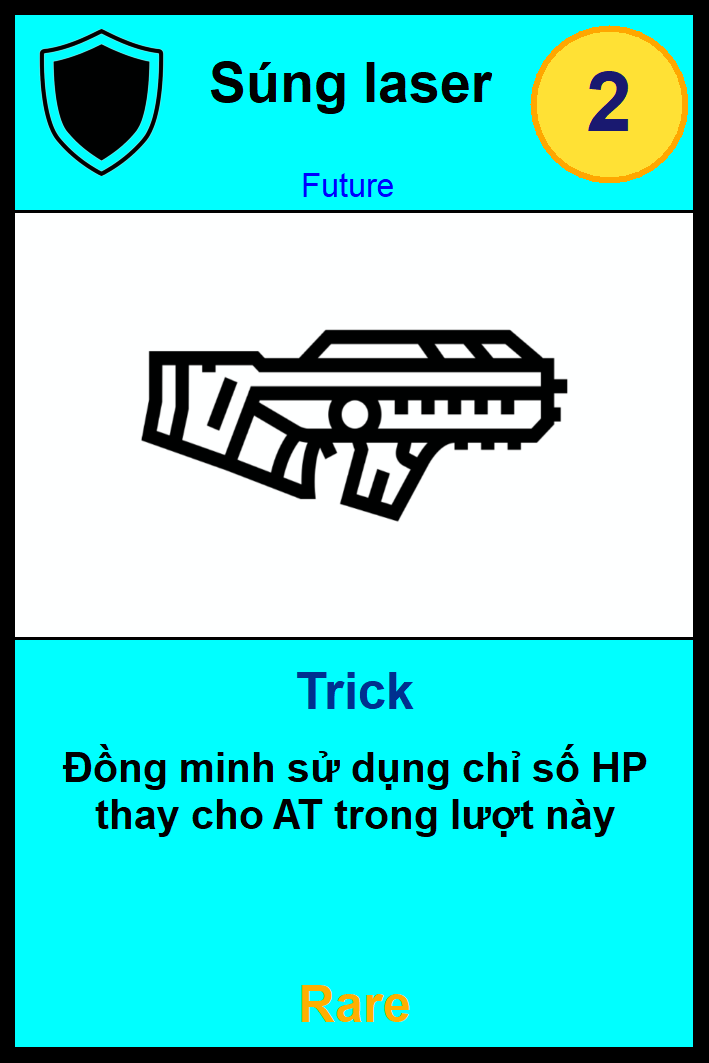 Súng laser
2
Future
Trick
Đồng minh sử dụng chỉ số HP
thay cho AT trong lượt này
Rare